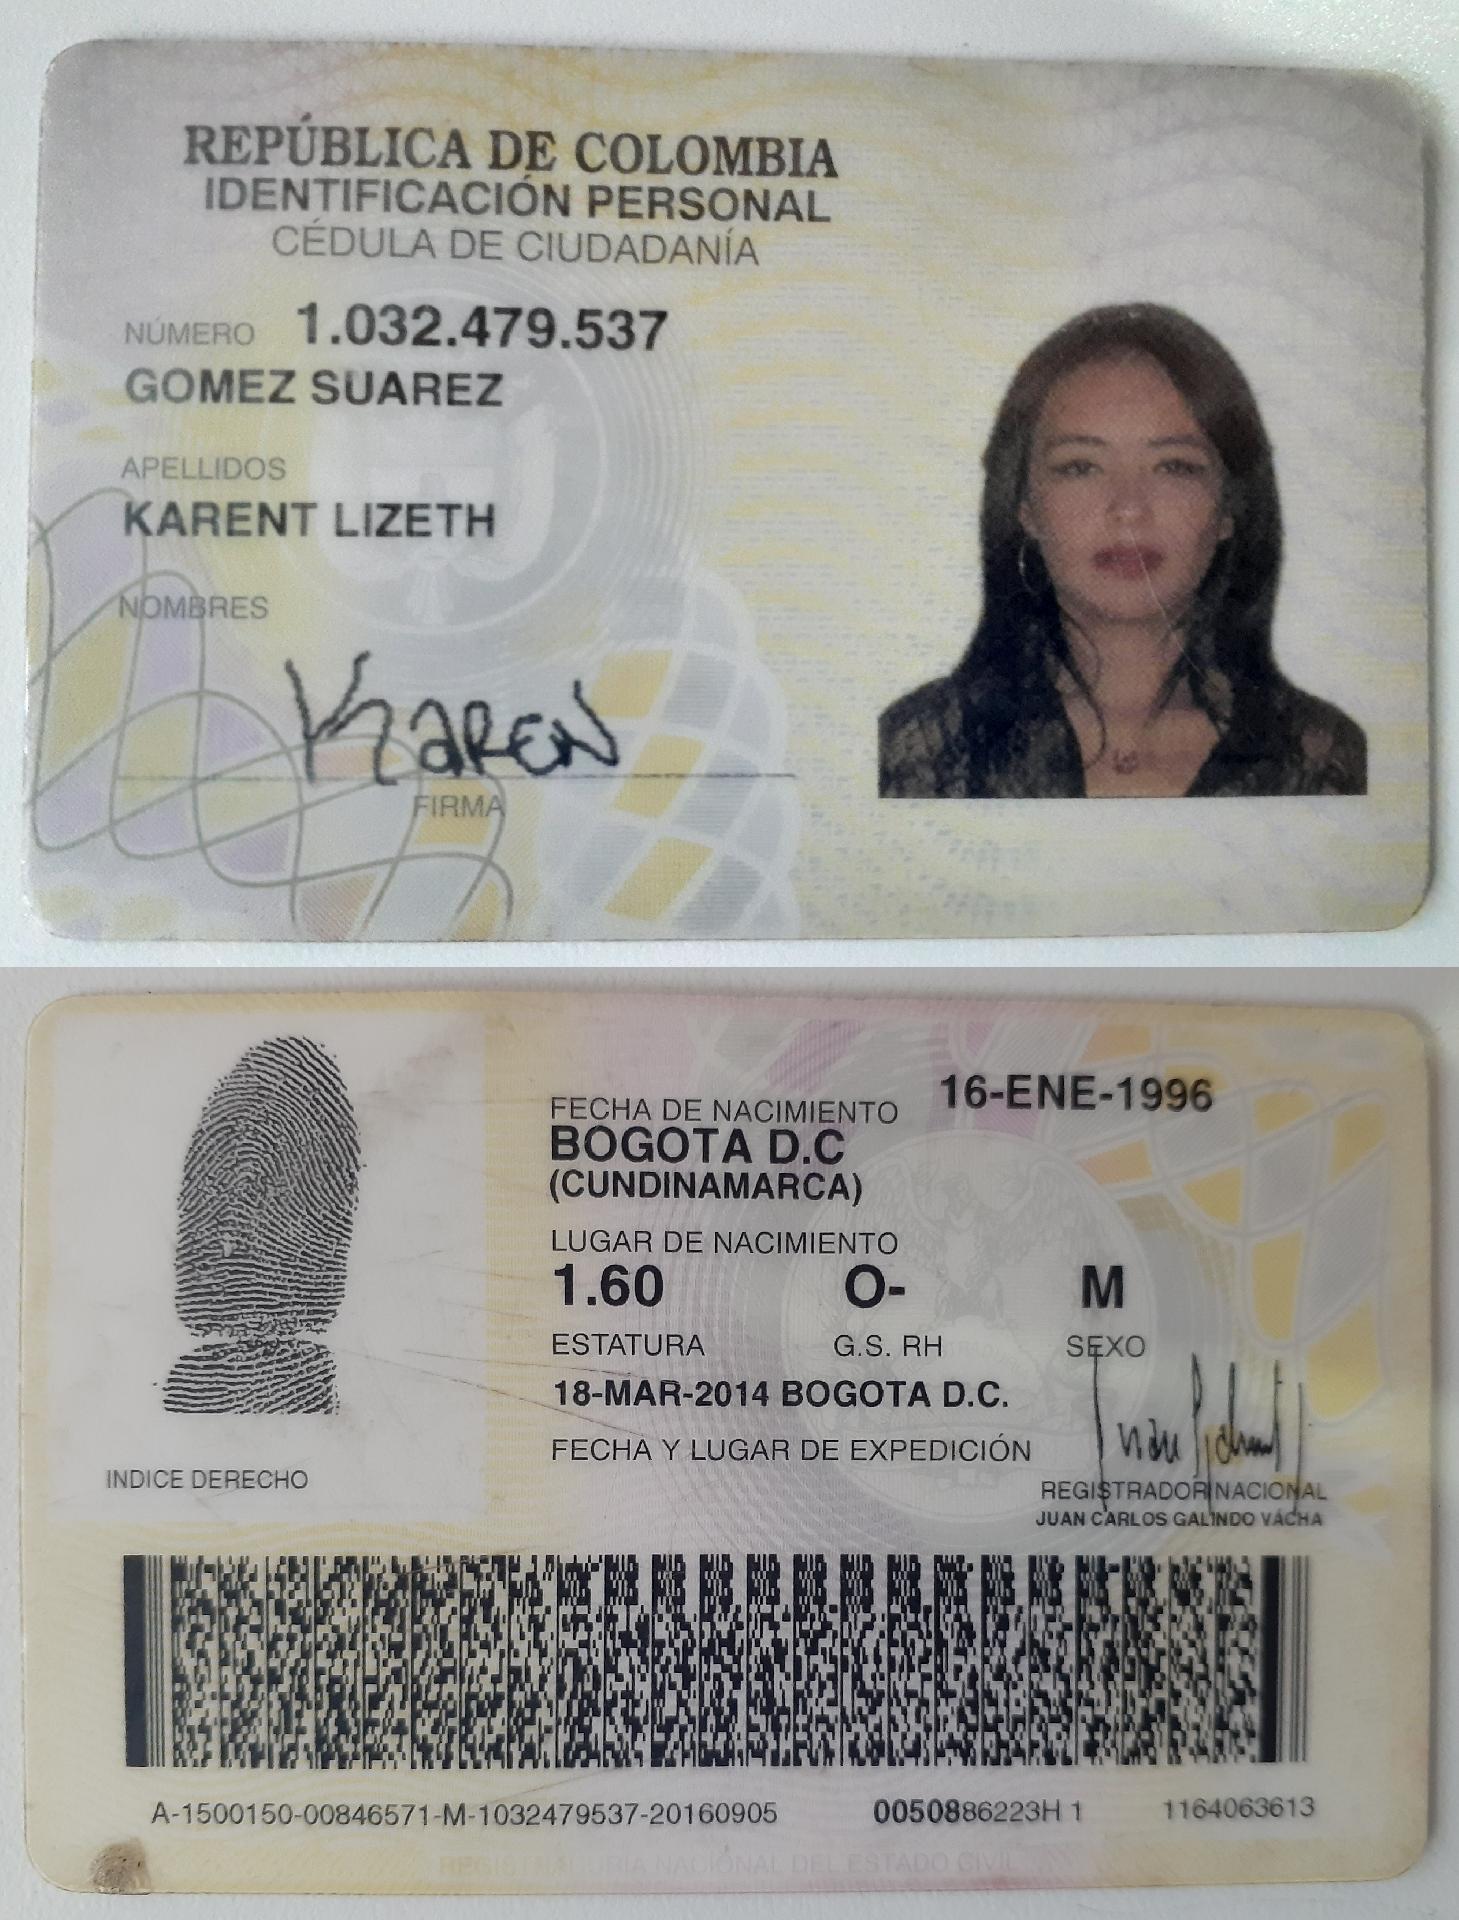 REPÚBLICA DE COLOMBIA
IDENTIFICACIÓN PERSONAL
CÉDULA DE CIUDADANÍA
NÚMERO 1.032.479.537
GOMEZ SUAREZ
APELLIDOS
KARENT LIZETH
NOMBRES
KAREN
FIRMA
FECHA DE NACIMIENTO 16-ENE-1996
BOGOTA D.C
(CUNDINAMARCA)
LUGAR DE NACIMIENTO
1.60 O- M
ESTATURA G.S. RH SEXO
18-MAR-2014 BOGOTA D.C.
FECHA Y LUGAR DE EXPEDICIÓN
INDICE DERECHO
REGISTRADOR NACIONAL
JUAN CARLOS GALINDO VÁCHA
A-1500150-00846571-M-1032479537-20160905 0050886223H 1 1164063613
REGISTRADURIA NACIONAL DEL ESTADO CIVIL